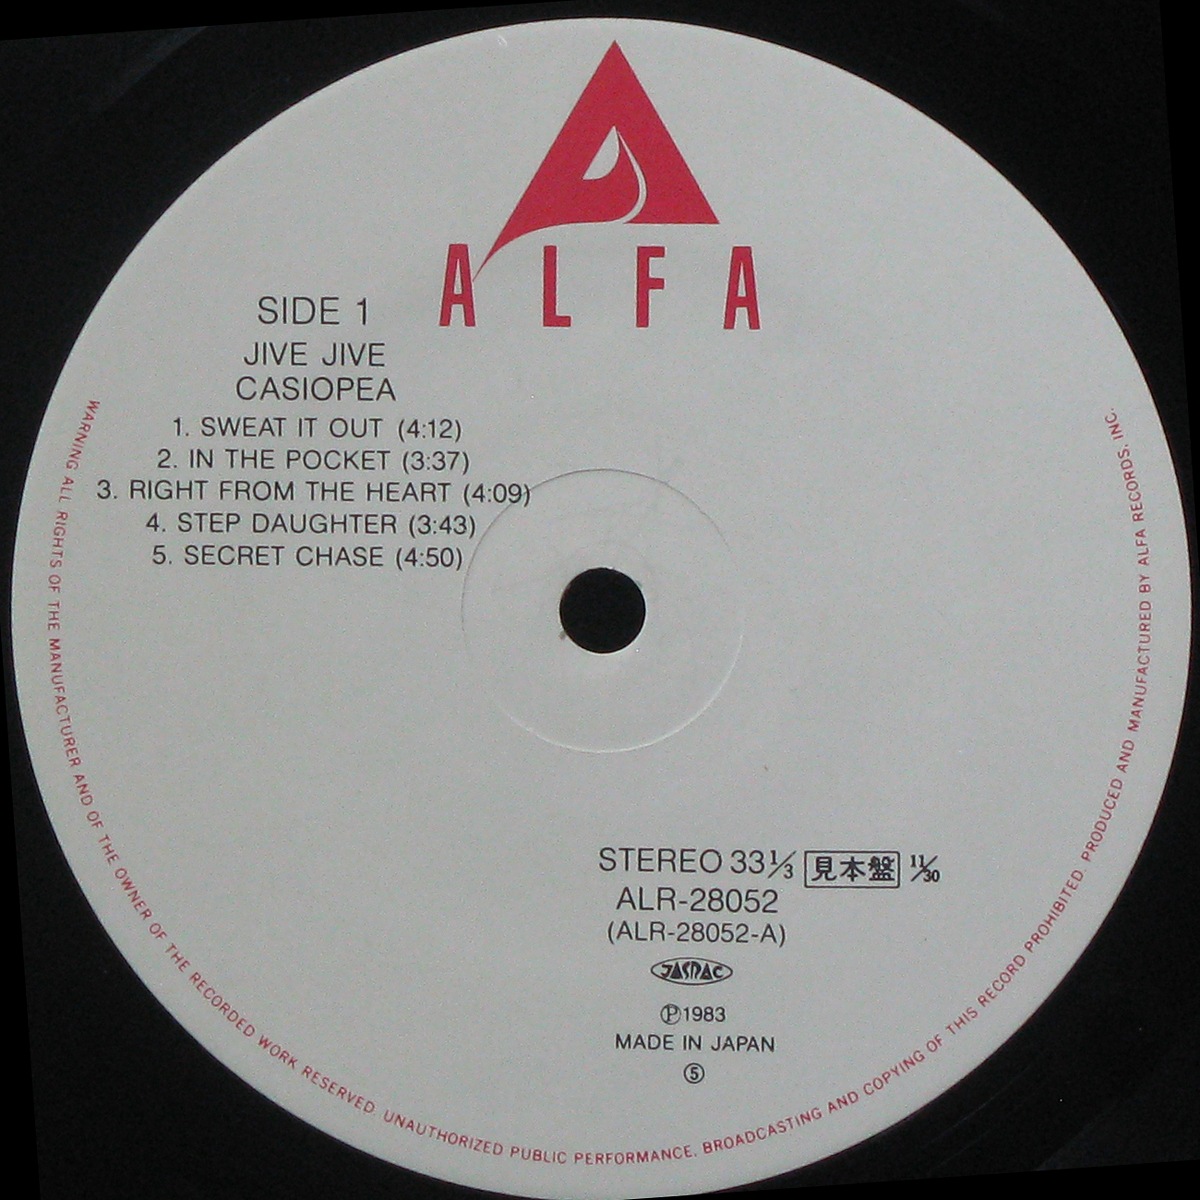 ALFA
SIDE 1
JIVE JIVE
CASIOPEA
1. SWEAT IT OUT (4:12)
2. IN THE POCKET (3:37)
3. RIGHT FROM THE HEART (4:09)
4. STEP DAUGHTER (3:43)
5. SECRET CHASE (4:50)
STEREO 33⅓ 見本盤 11/30
ALR-28052
(ALR-28052-A)
JASRAC
Ⓟ1983
MADE IN JAPAN
⑤
WARNING ALL RIGHTS OF THE MANUFACTURER AND OF THE OWNER OF THE RECORDED WORK RESERVED. UNAUTHORIZED PUBLIC PERFORMANCE. BROADCASTING AND COPYING OF THIS RECORD PROHIBITED. PRODUCED AND MANUFACTURED BY ALFA RECORDS, INC.